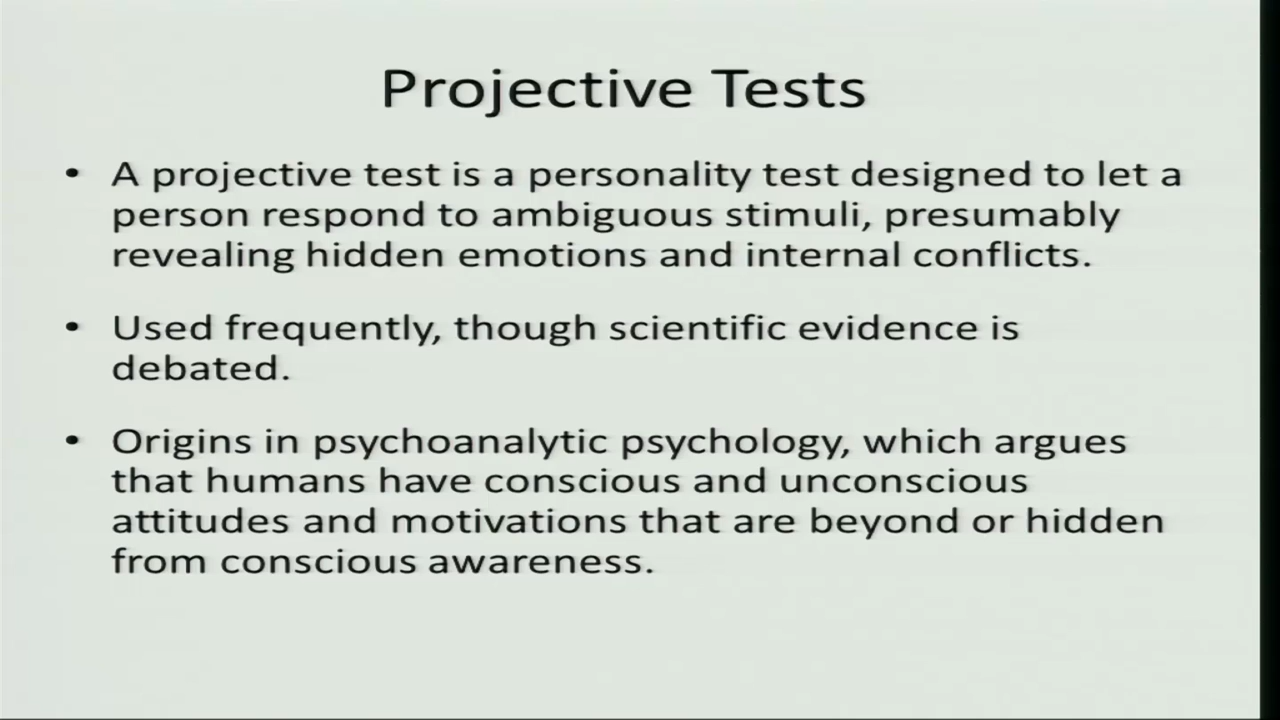 Projective Tests
• A projective test is a personality test designed to let a
person respond to ambiguous stimuli, presumably
revealing hidden emotions and internal conflicts.
• Used frequently, though scientific evidence is
debated.
• Origins in psychoanalytic psychology, which argues
that humans have conscious and unconscious
attitudes and motivations that are beyond or hidden
from conscious awareness.